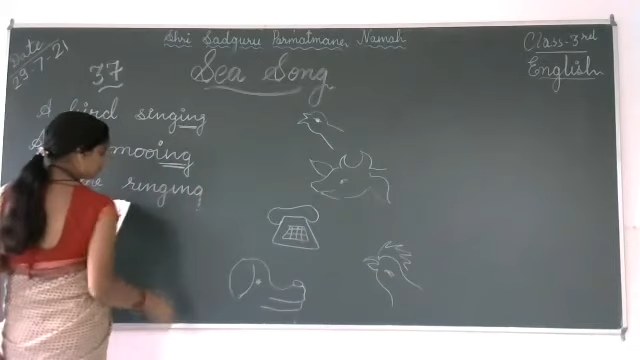 Shri Sadguru Parmatmane Namah
Date
29-7-21
Class-3rd
English
37
Sea Song
A bird singing
A mooing
ringing